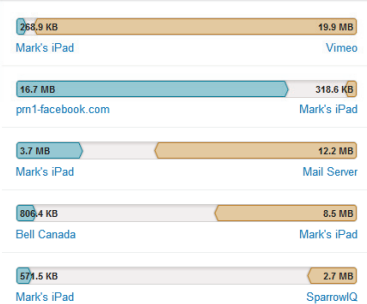 268.9 KB 19.9 MB
Mark's iPad Vimeo
16.7 MB 318.6 KB
prn1-facebook.com Mark's iPad
3.7 MB 12.2 MB
Mark's iPad Mail Server
806.4 KB 8.5 MB
Bell Canada Mark's iPad
571.5 KB 2.7 MB
Mark's iPad SparrowIQ